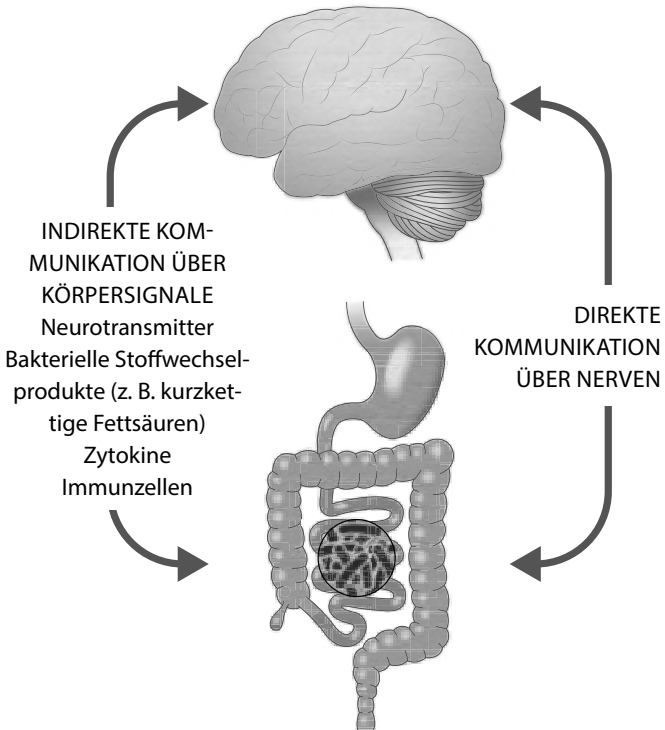 INDIREKTE KOM-
MUNIKATION ÜBER
KÖRPERSIGNALE
Neurotransmitter
Bakterielle Stoffwechsel-
produkte (z. B. kurzket-
tige Fettsäuren)
Zytokine
Immunzellen
DIREKTE
KOMMUNIKATION
ÜBER NERVEN